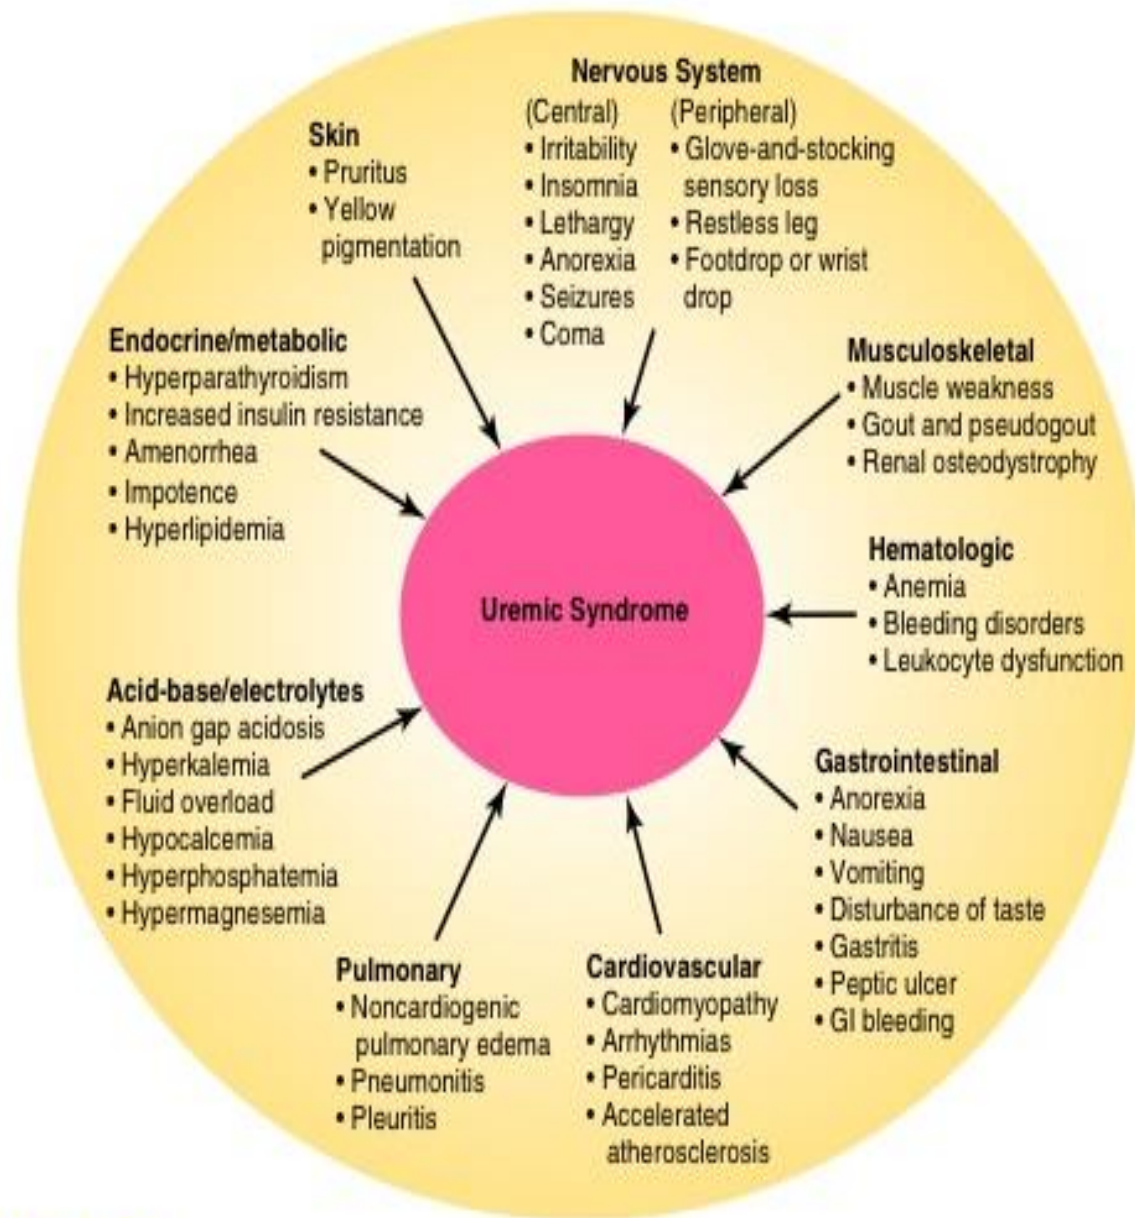 Nervous System
(Central)
• Irritability
• Insomnia
• Lethargy
• Anorexia
• Seizures
• Coma
(Peripheral)
• Glove-and-stocking
sensory loss
• Restless leg
• Footdrop or wrist
drop
Skin
• Pruritus
• Yellow
pigmentation
Endocrine/metabolic
• Hyperparathyroidism
• Increased insulin resistance
• Amenorrhea
• Impotence
• Hyperlipidemia
Musculoskeletal
• Muscle weakness
• Gout and pseudogout
• Renal osteodystrophy
Hematologic
• Anemia
• Bleeding disorders
• Leukocyte dysfunction
Uremic Syndrome
Acid-base/electrolytes
• Anion gap acidosis
• Hyperkalemia
• Fluid overload
• Hypocalcemia
• Hyperphosphatemia
• Hypermagnesemia
Gastrointestinal
• Anorexia
• Nausea
• Vomiting
• Disturbance of taste
• Gastritis
• Peptic ulcer
• GI bleeding
Pulmonary
• Noncardiogenic
pulmonary edema
• Pneumonitis
• Pleuritis
Cardiovascular
• Cardiomyopathy
• Arrhythmias
• Pericarditis
• Accelerated
atherosclerosis